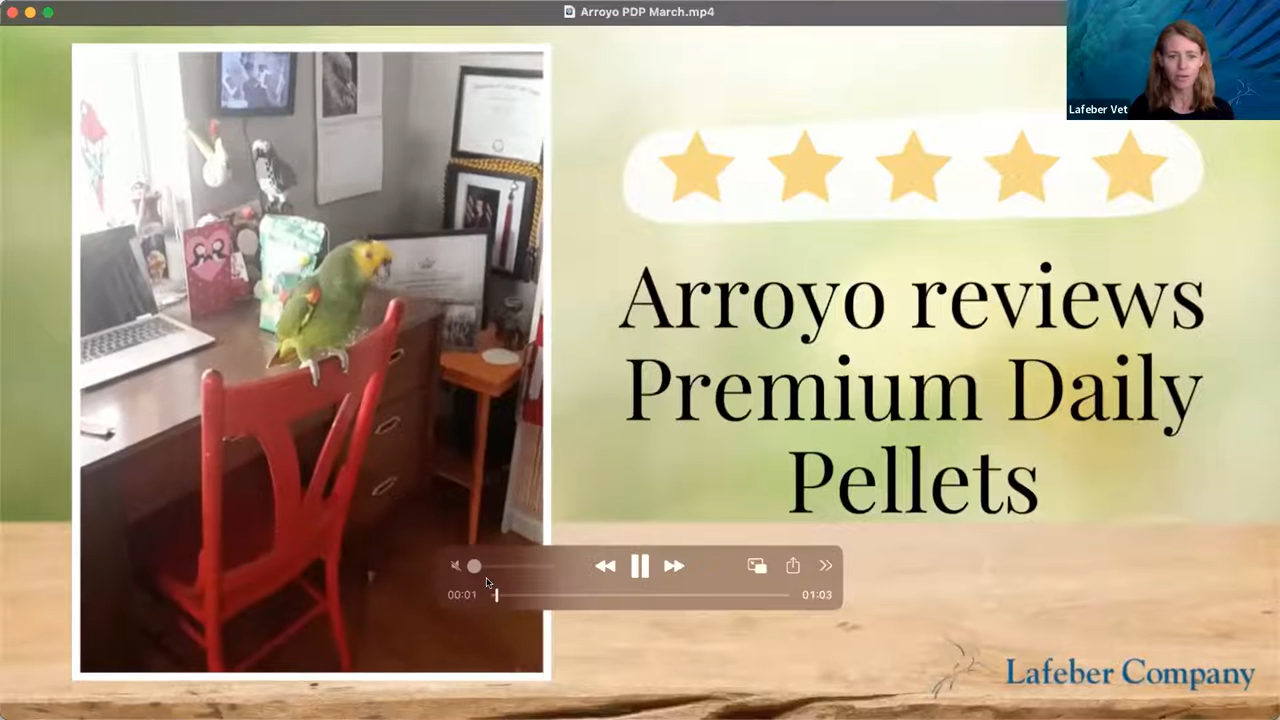 Arroyo PDP March.mp4
Lafeber Vet
Arroyo reviews
Premium Daily
Pellets
00:01
01:03
Lafeber Company